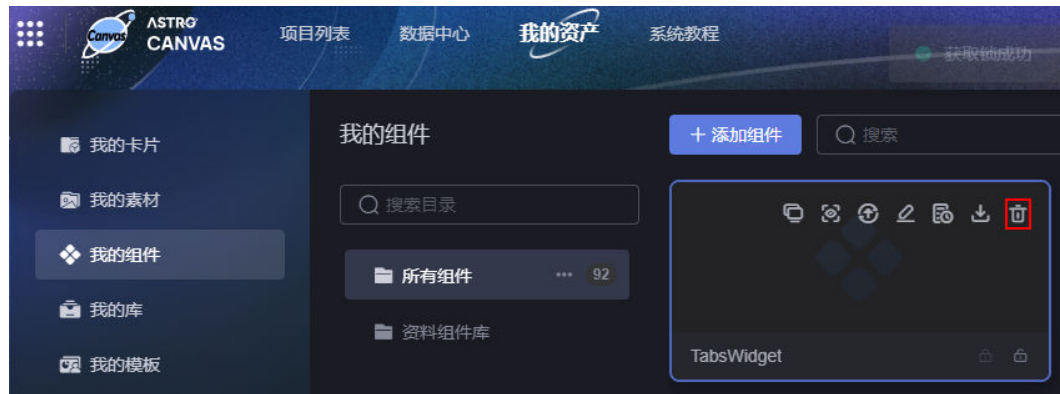 Canvas
ASTRO
CANVAS
项目列表
数据中心
我的资产
系统教程
获取锁成功
我的卡片
我的素材
我的组件
我的库
我的模板
我的组件
搜索目录
所有组件 ... 92
资料组件库
+ 添加组件
搜索
TabsWidget